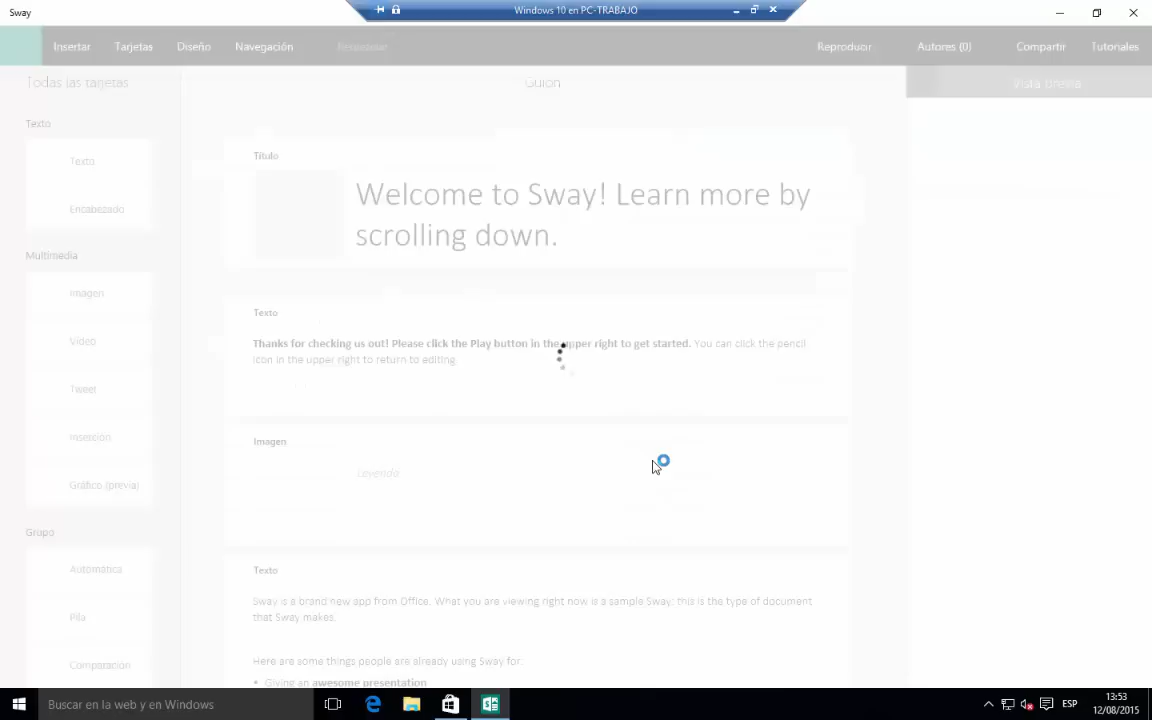 Sway
Windows 10 en PC-TRABAJO
Insertar Tarjetas Diseño Navegación Reproducir Autores (0) Compartir Tutoriales
Todas las tarjetas
Guion
Vista previa
Texto
Texto
Encabezado
Multimedia
Imagen
Vídeo
Tweet
Inserción
Gráfico (previa)
Grupo
Automática
Pila
Comparación
Título
Welcome to Sway! Learn more by
scrolling down.
Texto
Thanks for checking us out! Please click the Play button in the upper right to get started. You can click the pencil
icon in the upper right to return to editing.
Imagen
Leyenda
Texto
Sway is a brand new app from Office. What you are viewing right now is a sample Sway: this is the type of document
that Sway makes.
Here are some things people are already using Sway for:
• Giving an awesome presentation
Buscar en la web y en Windows
ESP
13:53
12/08/2015